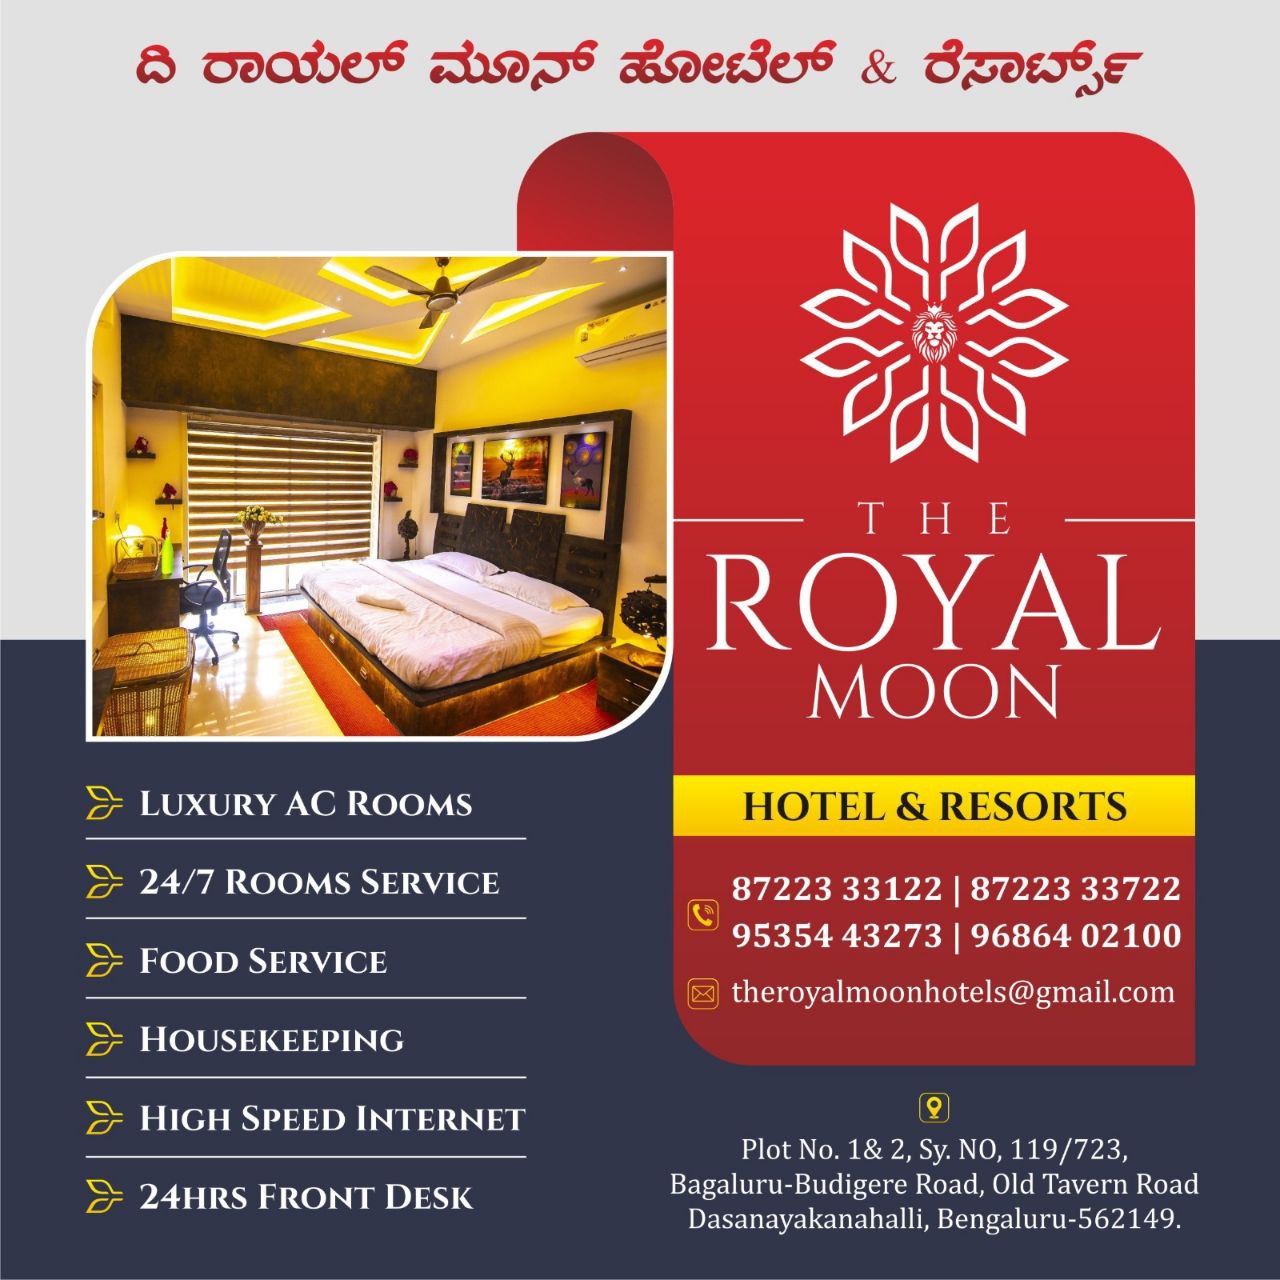 ದಿ ರಾಯಲ್ ಮೂನ್ ಹೋಟೆಲ್ & ರೆಸಾರ್ಟ್ಸ್
THE
ROYAL
MOON
HOTEL & RESORTS
87223 33122 | 87223 33722
95354 43273 | 96864 02100
theroyalmoonhotels@gmail.com
LUXURY AC ROOMS
24/7 ROOMS SERVICE
FOOD SERVICE
HOUSEKEEPING
HIGH SPEED INTERNET
24HRS FRONT DESK
Plot No. 1& 2, Sy. NO, 119/723,
Bagaluru-Budigere Road, Old Tavern Road
Dasanayakanahalli, Bengaluru-562149.